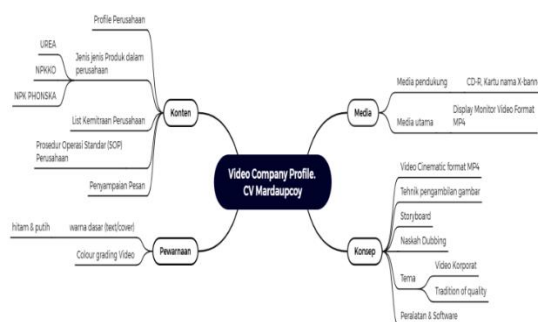 Profile Perusahaan
UREA
Jenis jenis Produk dalam
perusahaan
NPKKO
NPK PHONSKA
Konten
List Kemitraan Perusahaan
Prosedur Operasi Standar (SOP)
Perusahaan
Penyampaian Pesan
hitam & putih
warna dasar (text/cover)
Pewarnaan
Colour grading Video
Video Company Profile.
CV Mardaupcoy
Media
Media pendukung
CD-R, Kartu nama X-bann
Media utama
Display Monitor Video Format
MP4
Video Cinematic format MP4
Tehnik pengambilan gambar
Storyboard
Konsep
Naskah Dubbing
Tema
Video Korporat
Tradition of quality
Peralatan & Software